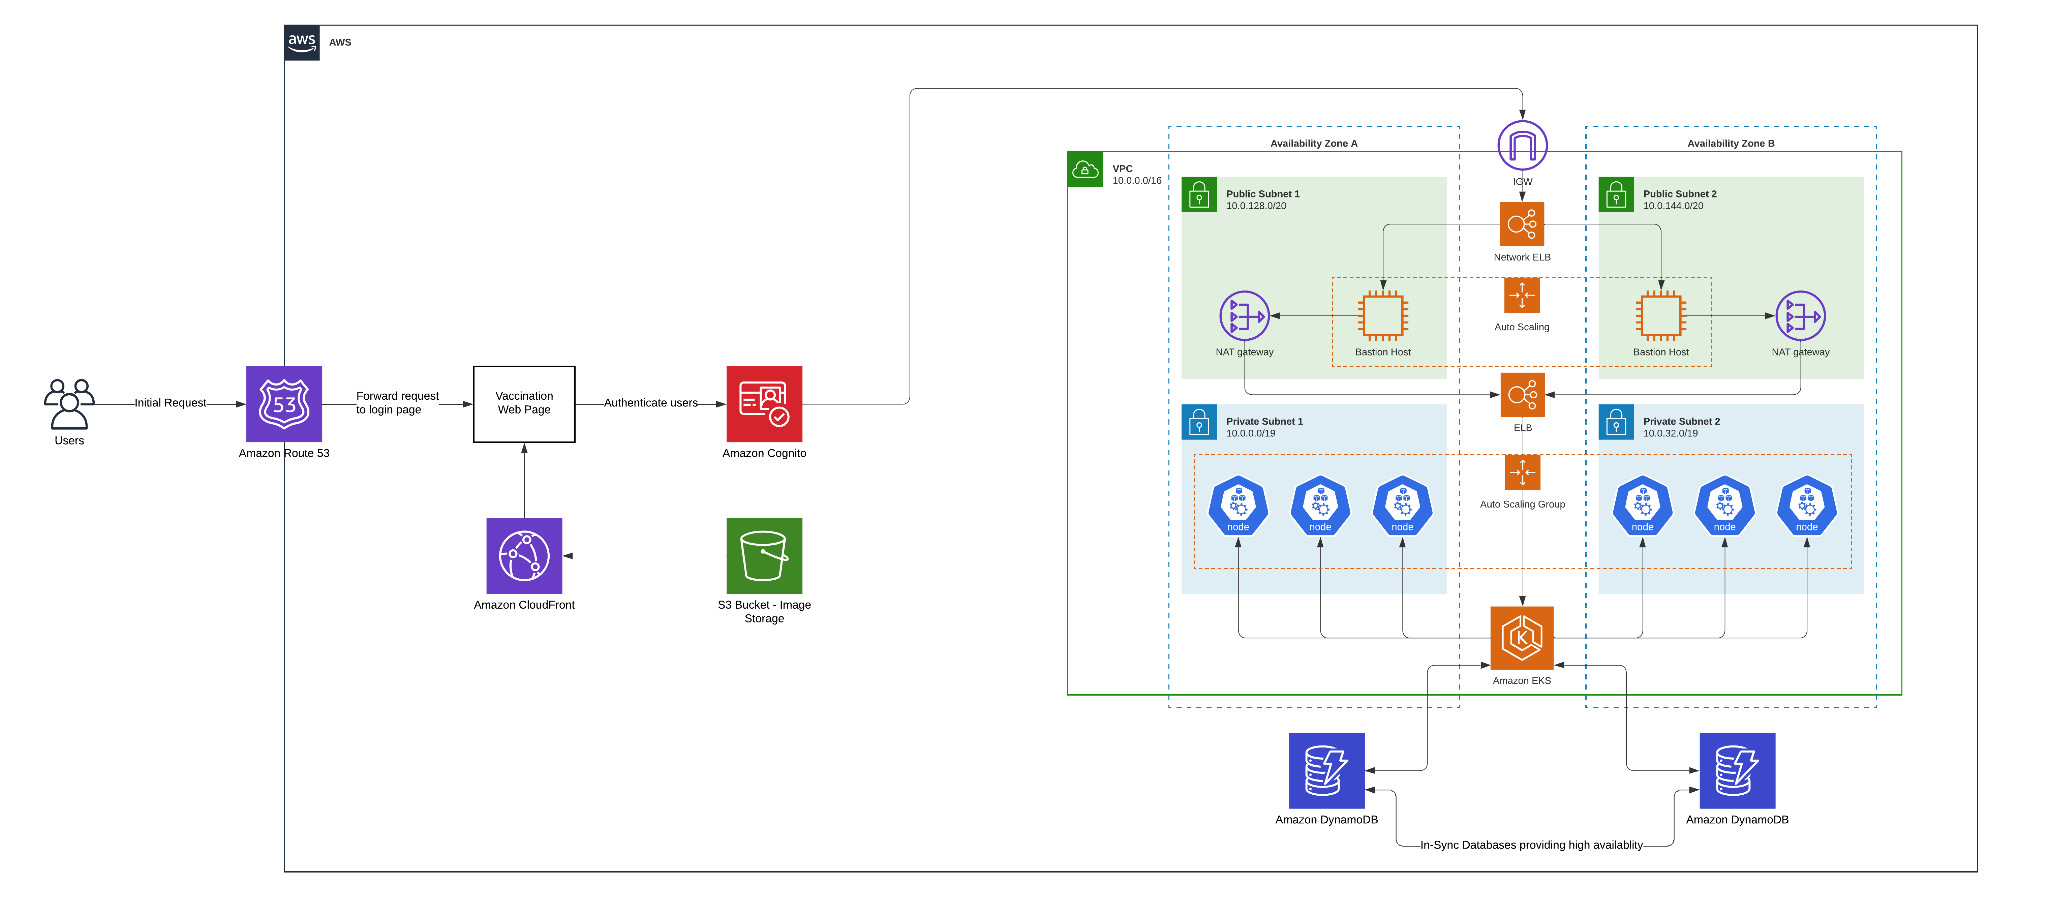 aws
AWS
Availability Zone A
Availability Zone B
VPC
10.0.0.0/16
IGW
Public Subnet 1
10.0.128.0/20
Public Subnet 2
10.0.144.0/20
Network ELB
Auto Scaling
NAT gateway
Bastion Host
Bastion Host
NAT gateway
Users
Initial Request
53
Amazon Route 53
Forward request
to login page
Vaccination
Web Page
Authenticate users
Amazon Cognito
ELB
Private Subnet 1
10.0.0.0/19
Private Subnet 2
10.0.32.0/19
Auto Scaling Group
node
node
node
node
node
node
Amazon CloudFront
S3 Bucket - Image
Storage
K
Amazon EKS
Amazon DynamoDB
Amazon DynamoDB
In-Sync Databases providing high availablity